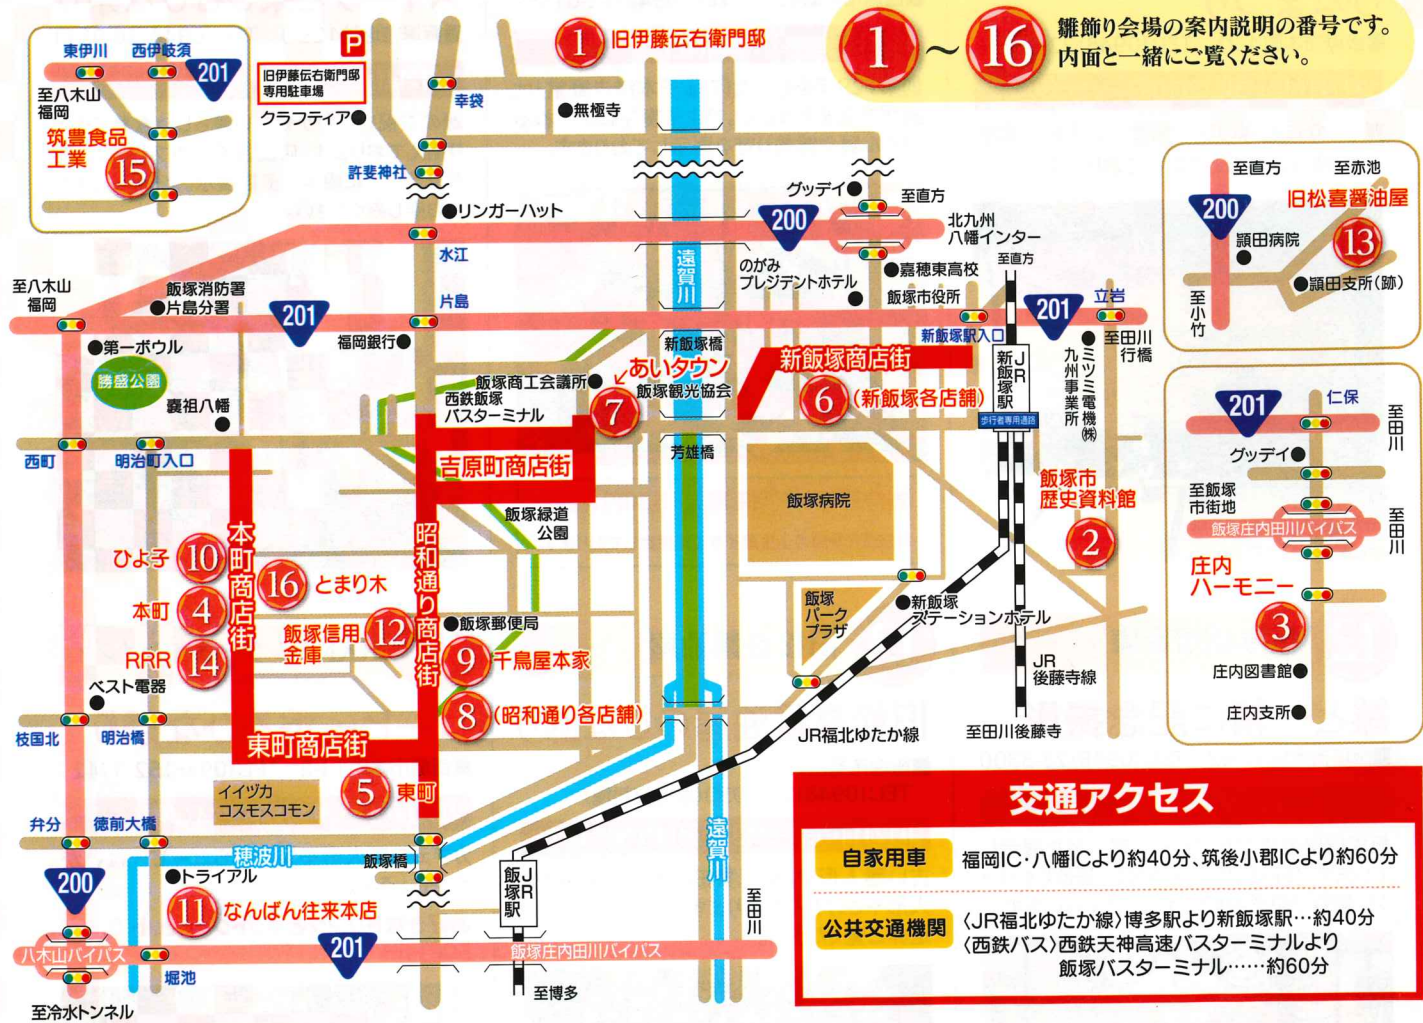 1 ～ 16 雛飾り会場の案内説明の番号です。
内面と一緒にご覧ください。
東伊川 西伊岐須
201
至八木山
福岡
筑豊食品
工業
15
P
旧伊藤伝右衛門邸
専用駐車場
クラフティア
1 旧伊藤伝右衛門邸
幸袋
無極寺
許斐神社
リンガーハット
水江
グッデイ
至直方
200
北九州
八幡インター
遠賀川
のがみ
プレジデントホテル
嘉穂東高校
至直方
飯塚市役所
至直方
至赤池
200
旧松喜醤油屋
13
頴田病院
頴田支所(跡)
至小竹
至八木山
福岡
飯塚消防署
片島分署
201
片島
福岡銀行
新飯塚橋
新飯塚駅入口
201
立岩
至田川
行橋
ミツミ電機㈱
九州事業所
第一ボウル
勝盛公園
嚢祖八幡
飯塚商工会議所
西鉄飯塚
バスターミナル
あいタウン
飯塚観光協会
7
新飯塚商店街
6 (新飯塚各店舗)
JR
新飯塚駅
歩行者専用通路
西町
明治町入口
吉原町商店街
芳雄橋
飯塚病院
飯塚市
歴史資料館
2
201
仁保
至田川
グッデイ
至飯塚
市街地
飯塚庄内田川バイパス
至田川
庄内
ハーモニー
3
庄内図書館
庄内支所
飯塚緑道
公園
ひよ子 10
本町商店街
16 とまり木
本町 4
RRR 14
昭和通り商店街
飯塚信用
金庫
12
飯塚郵便局
9 千鳥屋本家
8 (昭和通り各店舗)
飯塚
パーク
プラザ
新飯塚
ステーションホテル
JR
後藤寺線
至田川後藤寺
JR福北ゆたか線
ベスト電器
枝国北
明治橋
東町商店街
イイヅカ
コスモスコモン
5 東町
弁分
徳前大橋
穂波川
飯塚橋
遠賀川
200
トライアル
11 なんばん往来本店
JR
飯塚駅
至田川
八木山バイパス
堀池
201
飯塚庄内田川バイパス
至冷水トンネル
至博多
交通アクセス
自家用車 福岡IC・八幡ICより約40分、筑後小郡ICより約60分
公共交通機関 〈JR福北ゆたか線〉博多駅より新飯塚駅…約40分
〈西鉄バス〉西鉄天神高速バスターミナルより
飯塚バスターミナル……約60分